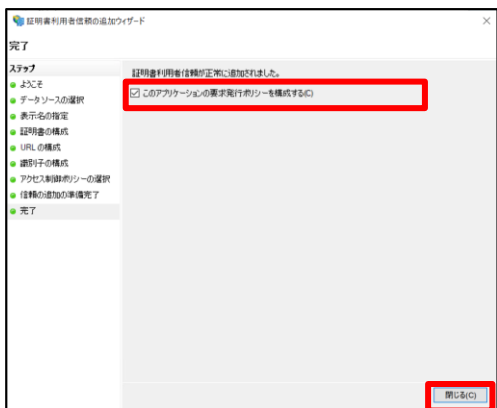 証明書利用者信頼の追加ウィザード
完了
ステップ
ようこそ
データソースの選択
表示名の指定
証明書の構成
URL の構成
識別子の構成
アクセス制御ポリシーの選択
信頼の追加の準備完了
完了
証明書利用者信頼が正常に追加されました。
このアプリケーションの要求発行ポリシーを構成する(C)
閉じる(C)